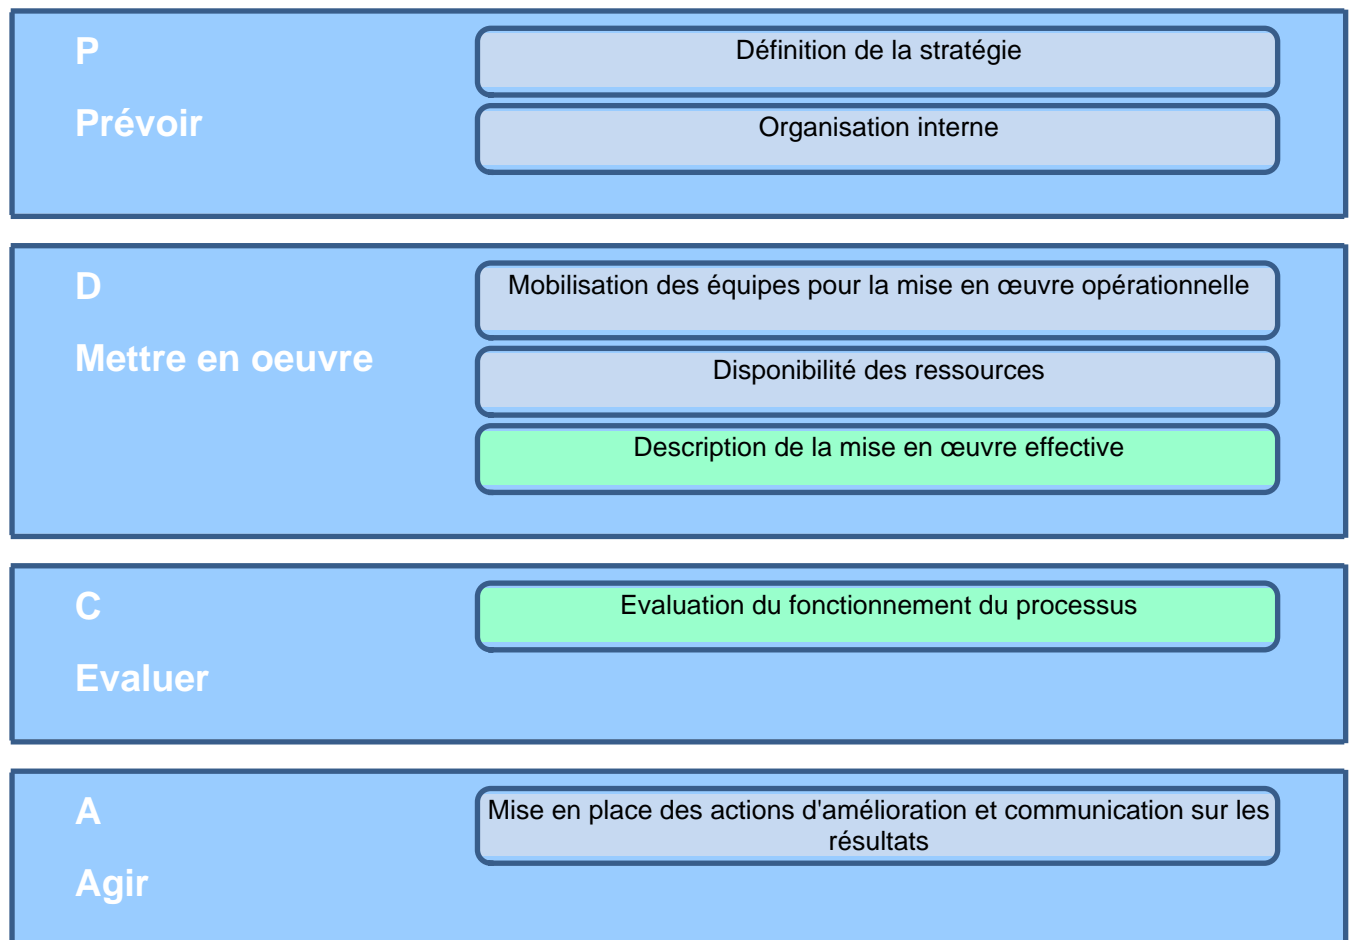 P
Prévoir
Définition de la stratégie
Organisation interne
D
Mettre en oeuvre
Mobilisation des équipes pour la mise en œuvre opérationnelle
Disponibilité des ressources
Description de la mise en œuvre effective
C
Evaluer
Evaluation du fonctionnement du processus
A
Agir
Mise en place des actions d'amélioration et communication sur les
résultats